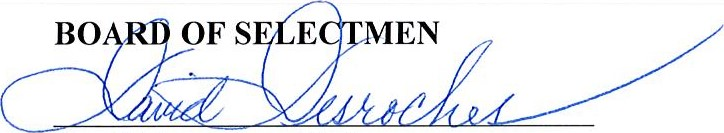 BOARD OF SELECTMEN
David Desroches